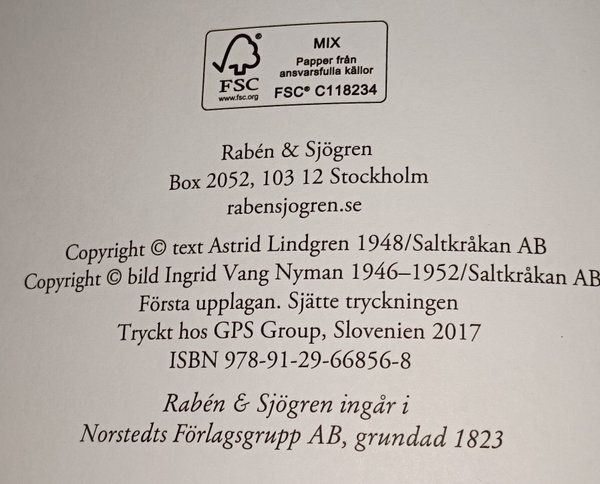 FSC
www.fsc.org
MIX
Papper från
ansvarsfulla källor
FSC® C118234
Rabén & Sjögren
Box 2052, 103 12 Stockholm
rabensjogren.se
Copyright © text Astrid Lindgren 1948/Saltkråkan AB
Copyright © bild Ingrid Vang Nyman 1946–1952/Saltkråkan AB
Första upplagan. Sjätte tryckningen
Tryckt hos GPS Group, Slovenien 2017
ISBN 978-91-29-66856-8
Rabén & Sjögren ingår i
Norstedts Förlagsgrupp AB, grundad 1823